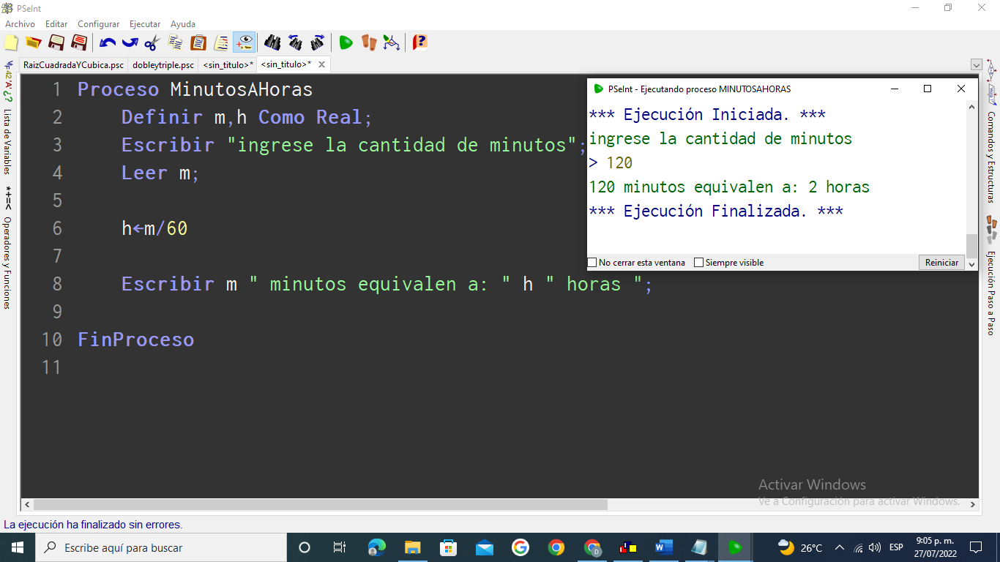 PSeInt
Archivo Editar Configurar Ejecutar Ayuda
RaizCuadradaYCubica.psc dobleytriple.psc <sin_titulo>* <sin_titulo>*
1 Proceso MinutosAHoras
2 Definir m,h Como Real;
3 Escribir "ingrese la cantidad de minutos";
4 Leer m;
5
6 h←m/60
7
8 Escribir m " minutos equivalen a: " h " horas ";
9
10 FinProceso
11
PSeInt - Ejecutando proceso MINUTOSAHORAS
*** Ejecución Iniciada. ***
ingrese la cantidad de minutos
> 120
120 minutos equivalen a: 2 horas
*** Ejecución Finalizada. ***
No cerrar esta ventana Siempre visible Reiniciar
42 'A' ¿? Lista de Variables
*+=< Operadores y Funciones
Comandos y Estructuras
Ejecución Paso a Paso
Activar Windows
Ve a Configuración para activar Windows.
La ejecución ha finalizado sin errores.
Escribe aquí para buscar
26°C ESP
9:05 p. m.
27/07/2022